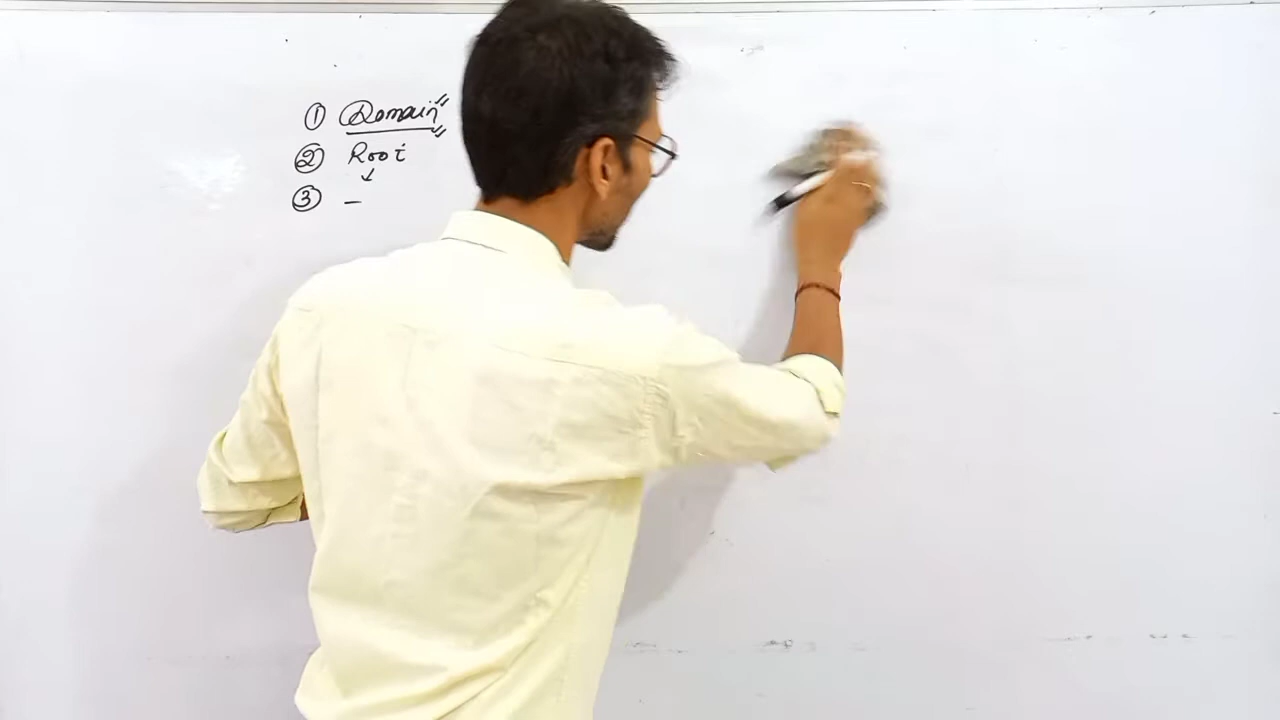 ① Domain"
② Root
↓
③ –